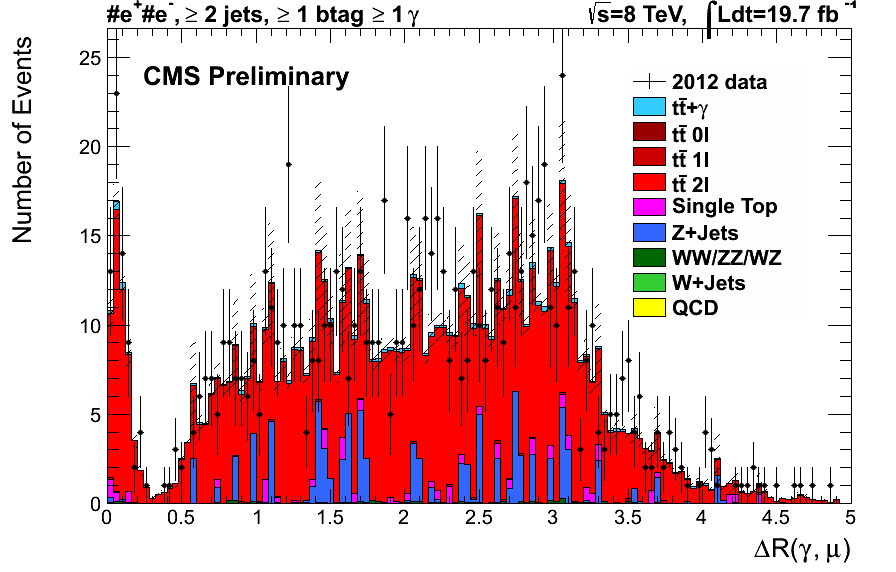 #e⁺#e⁻, ≥ 2 jets, ≥ 1 btag ≥ 1 γ
√s=8 TeV, ∫Ldt=19.7 fb⁻¹
CMS Preliminary
Number of Events
2012 data
tt̄+γ
tt̄ 0l
tt̄ 1l
tt̄ 2l
Single Top
Z+Jets
WW/ZZ/WZ
W+Jets
QCD
25
20
15
10
5
0
0 0.5 1 1.5 2 2.5 3 3.5 4 4.5 5
ΔR(γ, μ)